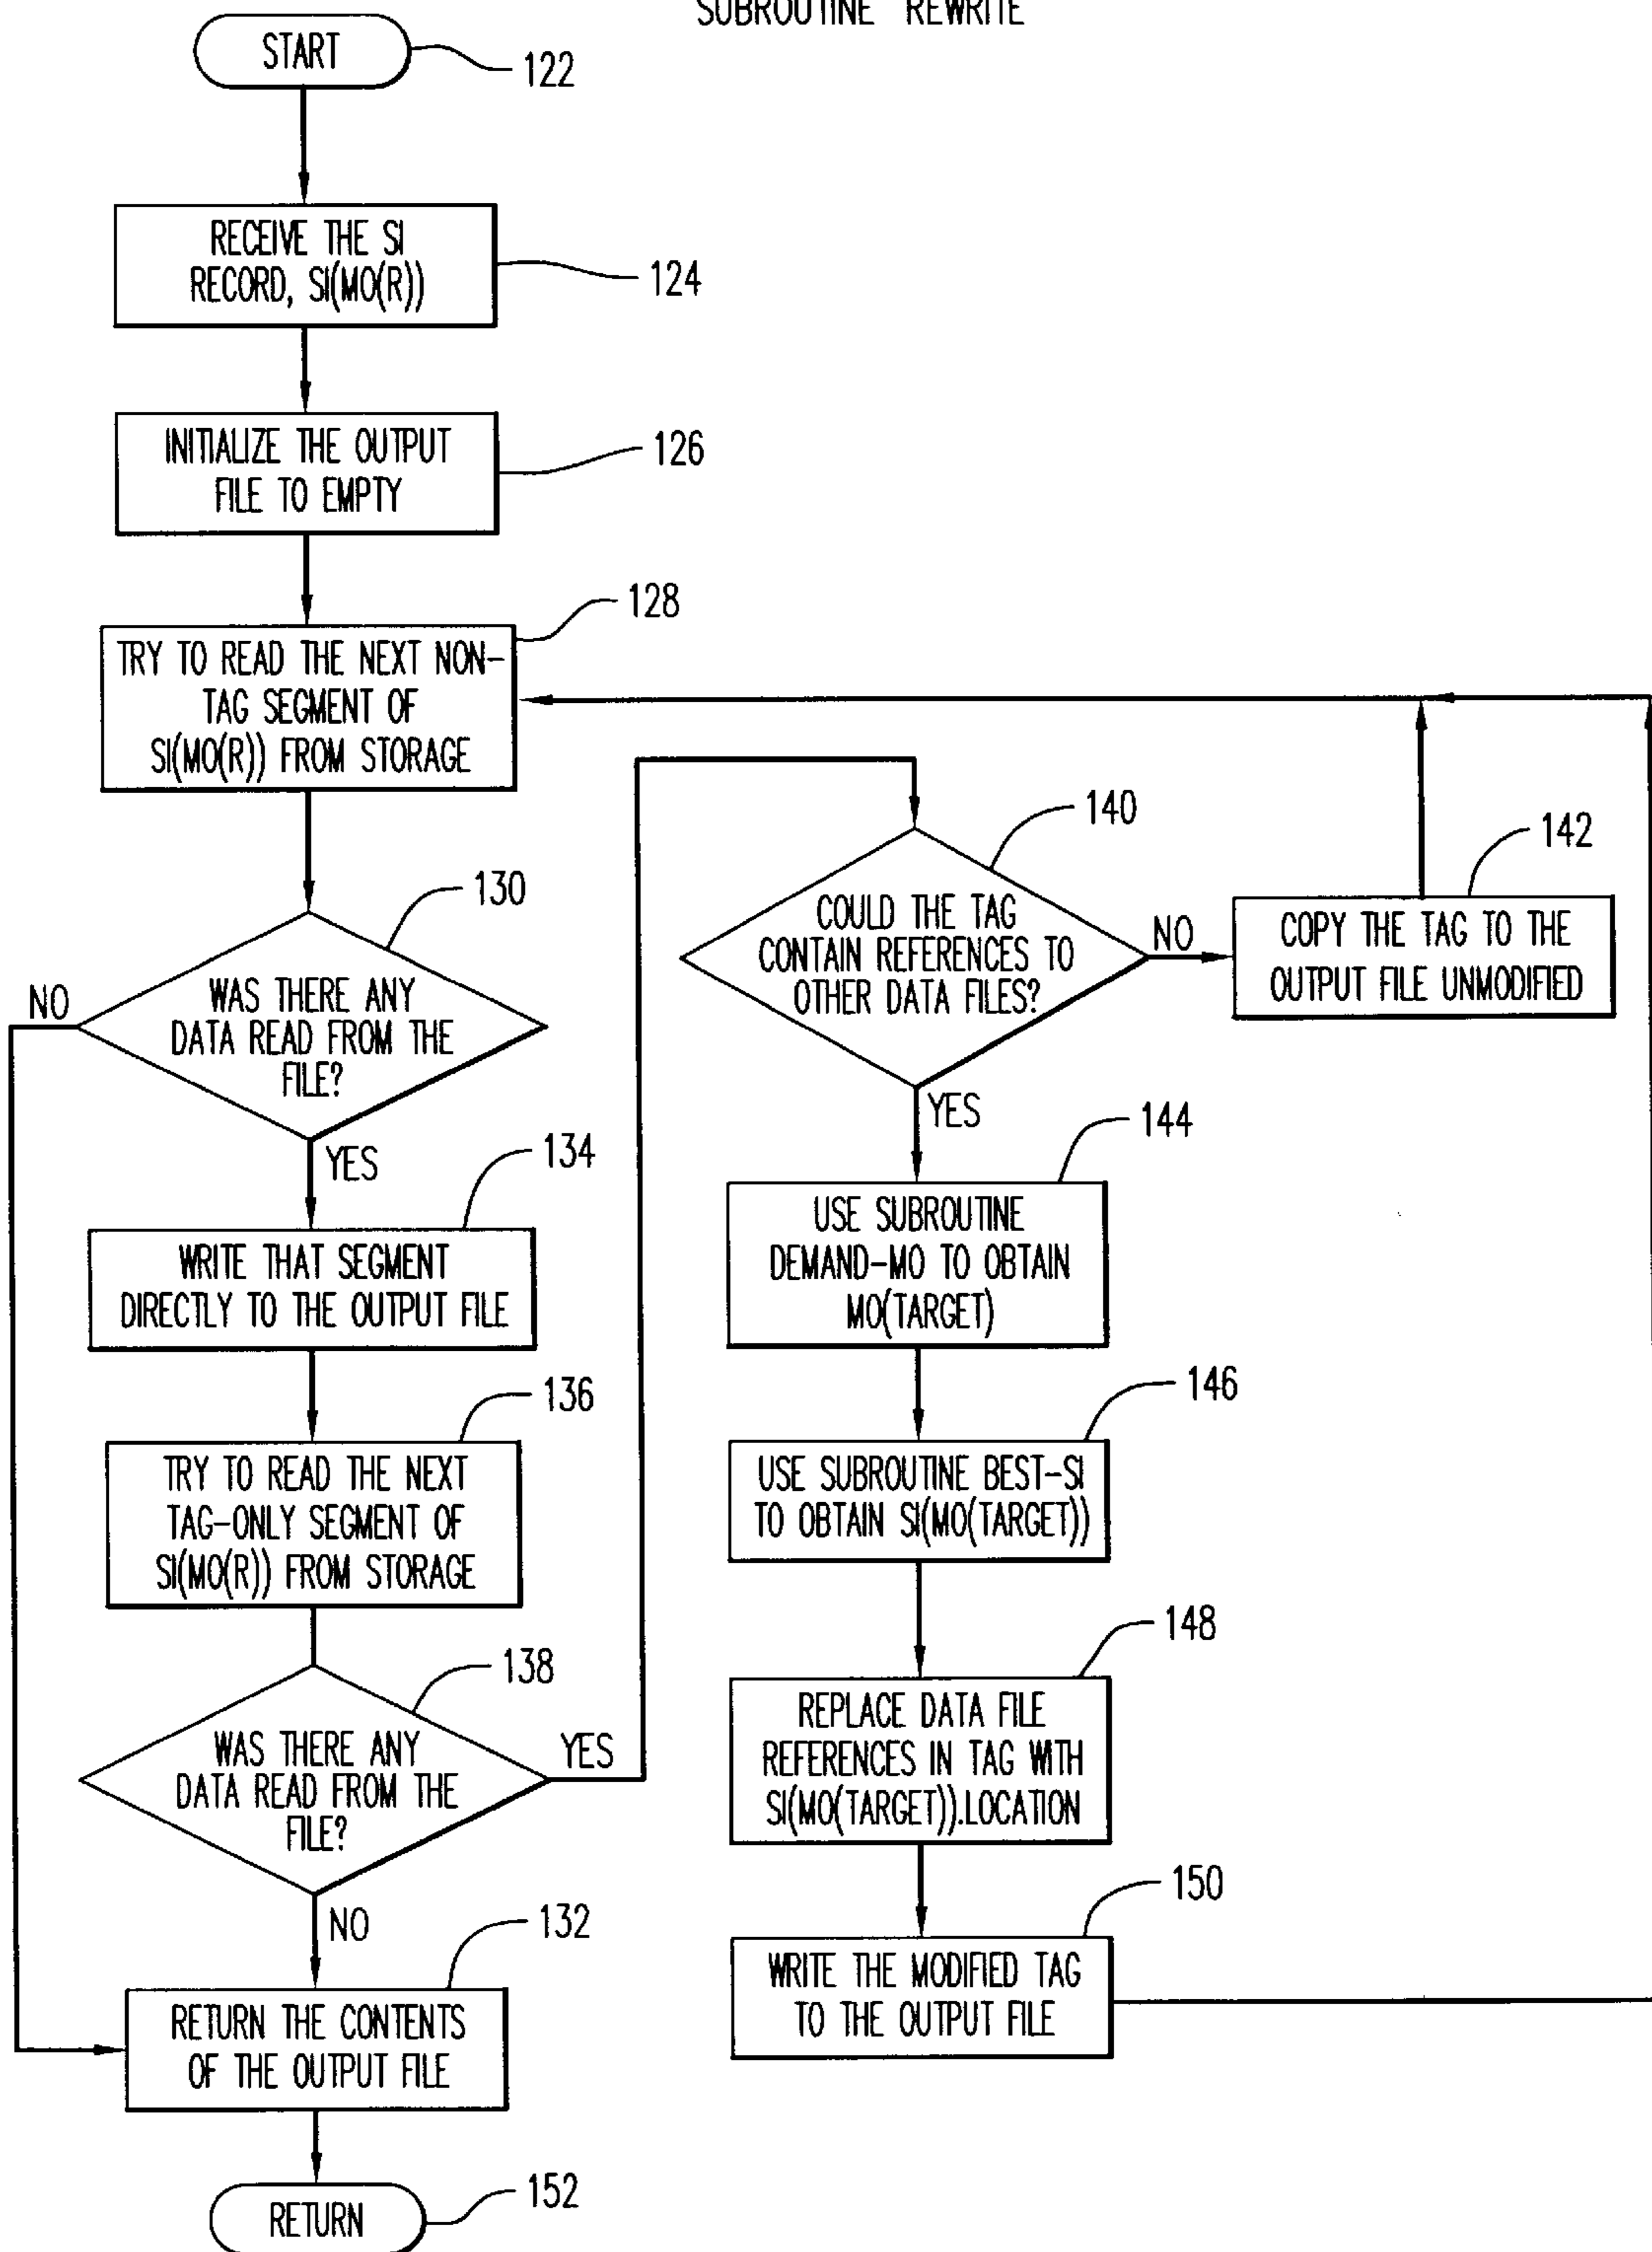 SUBROUTINE REWRITE
START
122
RECEIVE THE SI
RECORD, SI(MO(R))
124
INITIALIZE THE OUTPUT
FILE TO EMPTY
126
128
TRY TO READ THE NEXT NON-
TAG SEGMENT OF
SI(MO(R)) FROM STORAGE
130
WAS THERE ANY
DATA READ FROM THE
FILE?
NO
YES
134
WRITE THAT SEGMENT
DIRECTLY TO THE OUTPUT FILE
136
TRY TO READ THE NEXT
TAG-ONLY SEGMENT OF
SI(MO(R)) FROM STORAGE
138
WAS THERE ANY
DATA READ FROM THE
FILE?
YES
NO
132
RETURN THE CONTENTS
OF THE OUTPUT FILE
RETURN
152
140
COULD THE TAG
CONTAIN REFERENCES TO
OTHER DATA FILES?
NO
142
COPY THE TAG TO THE
OUTPUT FILE UNMODIFIED
YES
144
USE SUBROUTINE
DEMAND-MO TO OBTAIN
MO(TARGET)
146
USE SUBROUTINE BEST-SI
TO OBTAIN SI(MO(TARGET))
148
REPLACE DATA FILE
REFERENCES IN TAG WITH
SI(MO(TARGET)).LOCATION
150
WRITE THE MODIFIED TAG
TO THE OUTPUT FILE